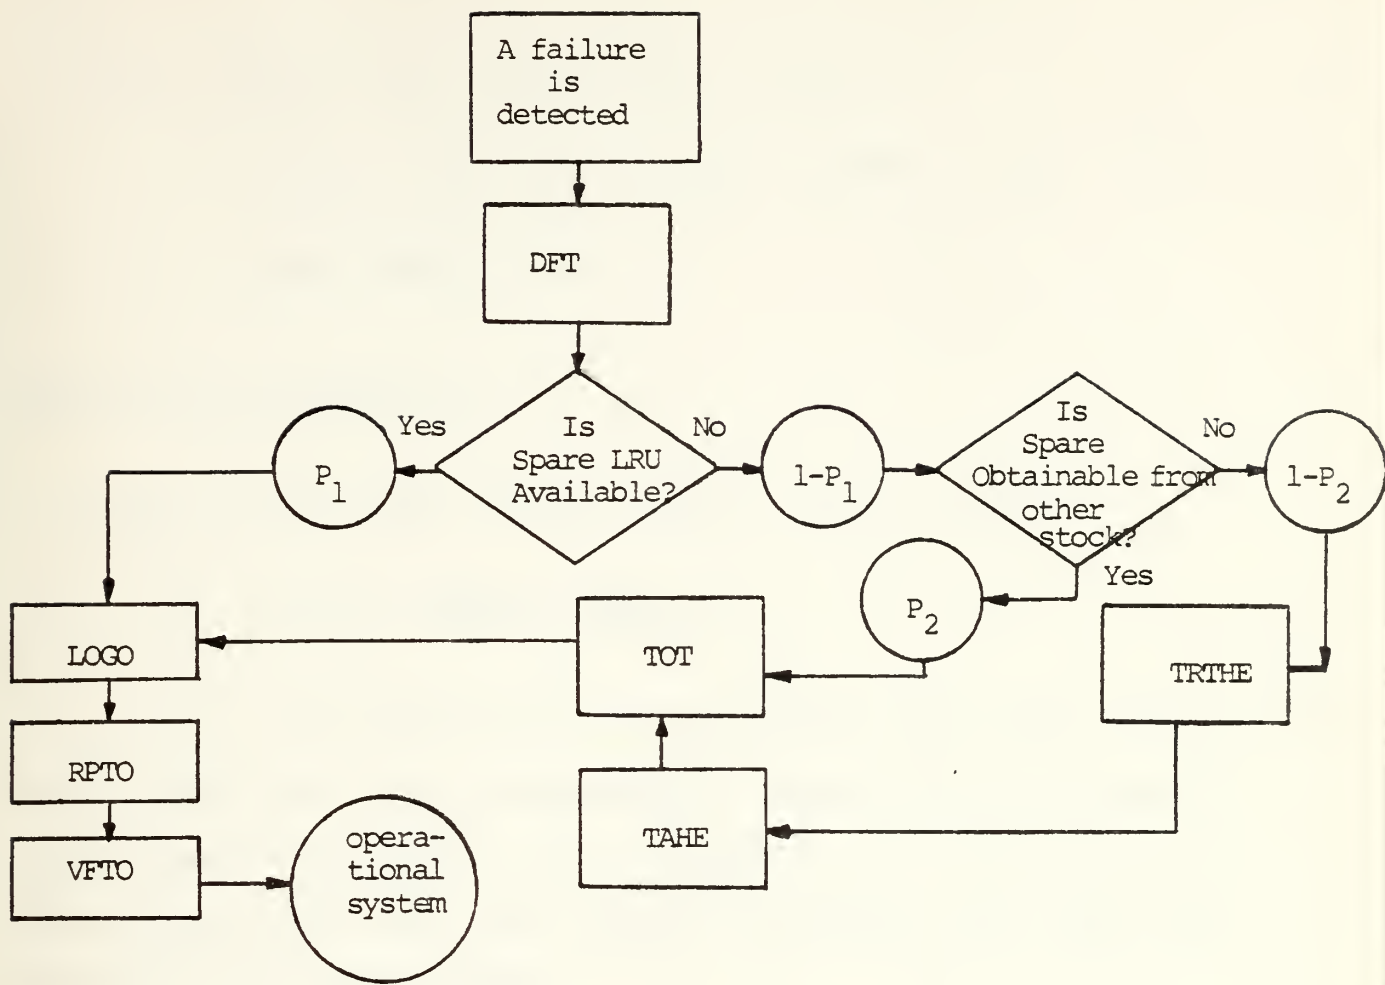 A failure
is
detected
DFT
Yes
Is
Spare LRU
Available?
No
P1
1-P1
Is
Spare
Obtainable from
other
stock?
No
1-P2
Yes
P2
LOGO
TOT
TRTHE
RPTO
TAHE
VFTO
opera-
tional
system